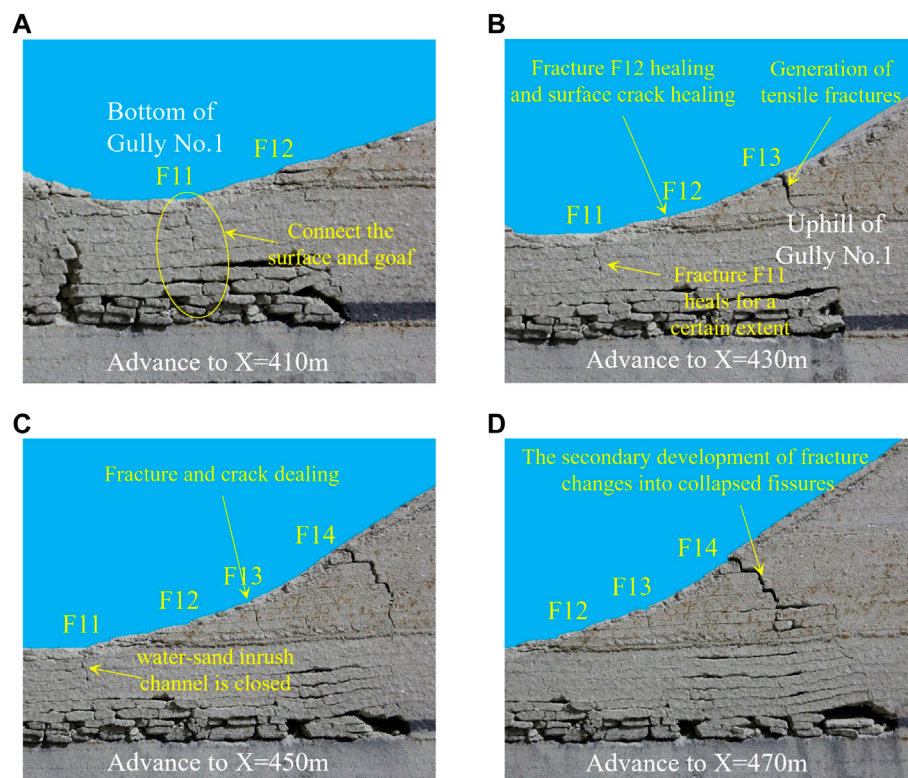 A
Bottom of
Gully No.1
F12
F11
Connect the
surface and goaf
Advance to X=410m
B
Fracture F12 healing
and surface crack healing
Generation of
tensile fractures
F13
F12
F11
Uphill of
Gully No.1
Fracture F11
heals for a
certain extent
Advance to X=430m
C
Fracture and crack dealing
F14
F13
F12
F11
water-sand inrush
channel is closed
Advance to X=450m
D
The secondary development of fracture
changes into collapsed fissures
F14
F13
F12
Advance to X=470m